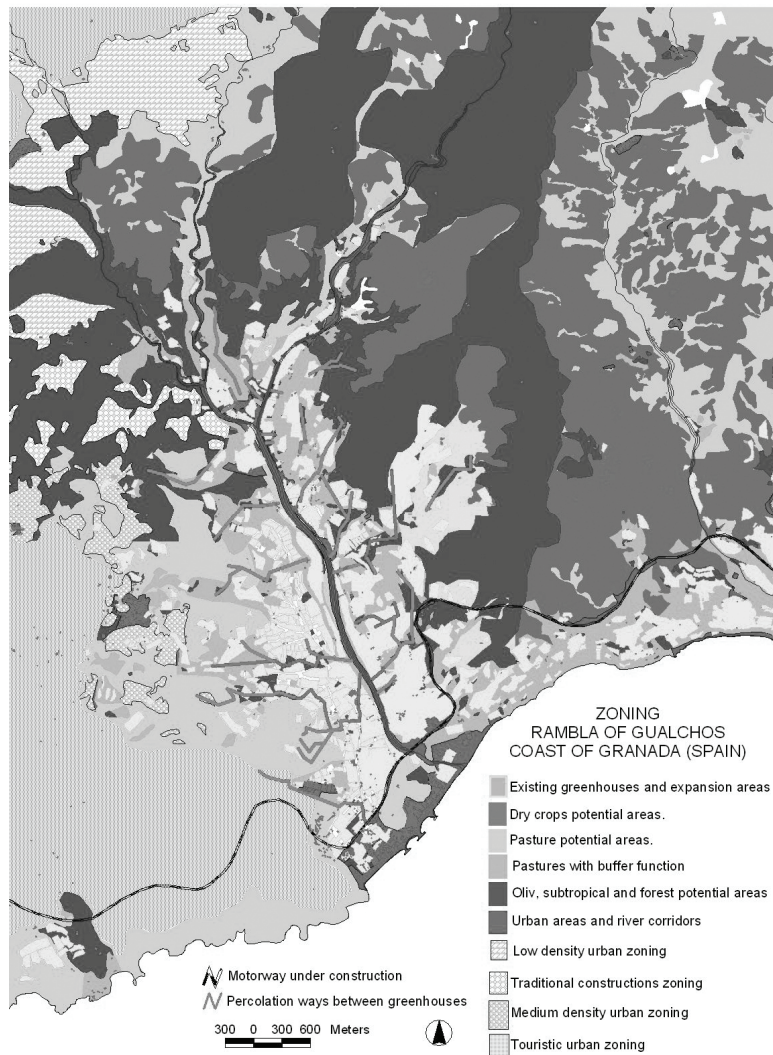 ZONING
RAMBLA OF GUALCHOS
COAST OF GRANADA (SPAIN)
Existing greenhouses and expansion areas
Dry crops potential areas.
Pasture potential areas.
Pastures with buffer function
Oliv, subtropical and forest potential areas
Urban areas and river corridors
Low density urban zoning
Traditional constructions zoning
Medium density urban zoning
Touristic urban zoning
Motorway under construction
Percolation ways between greenhouses
300 0 300 600 Meters